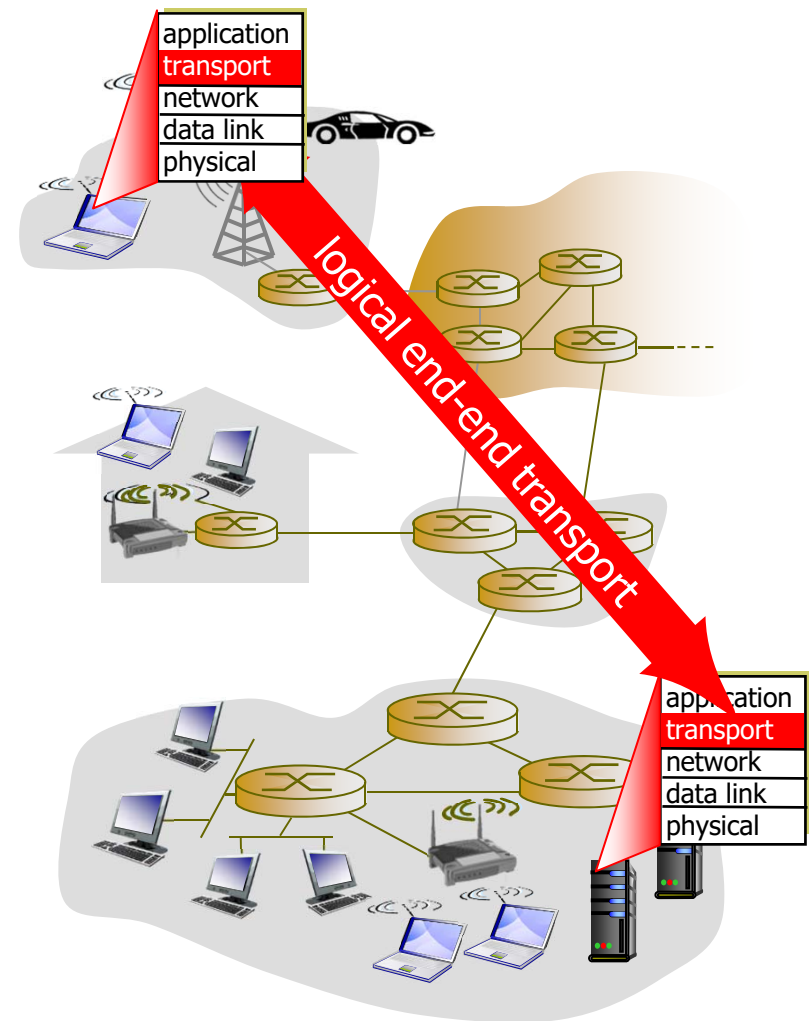 application
transport
network
data link
physical
logical end-end transport
application
transport
network
data link
physical